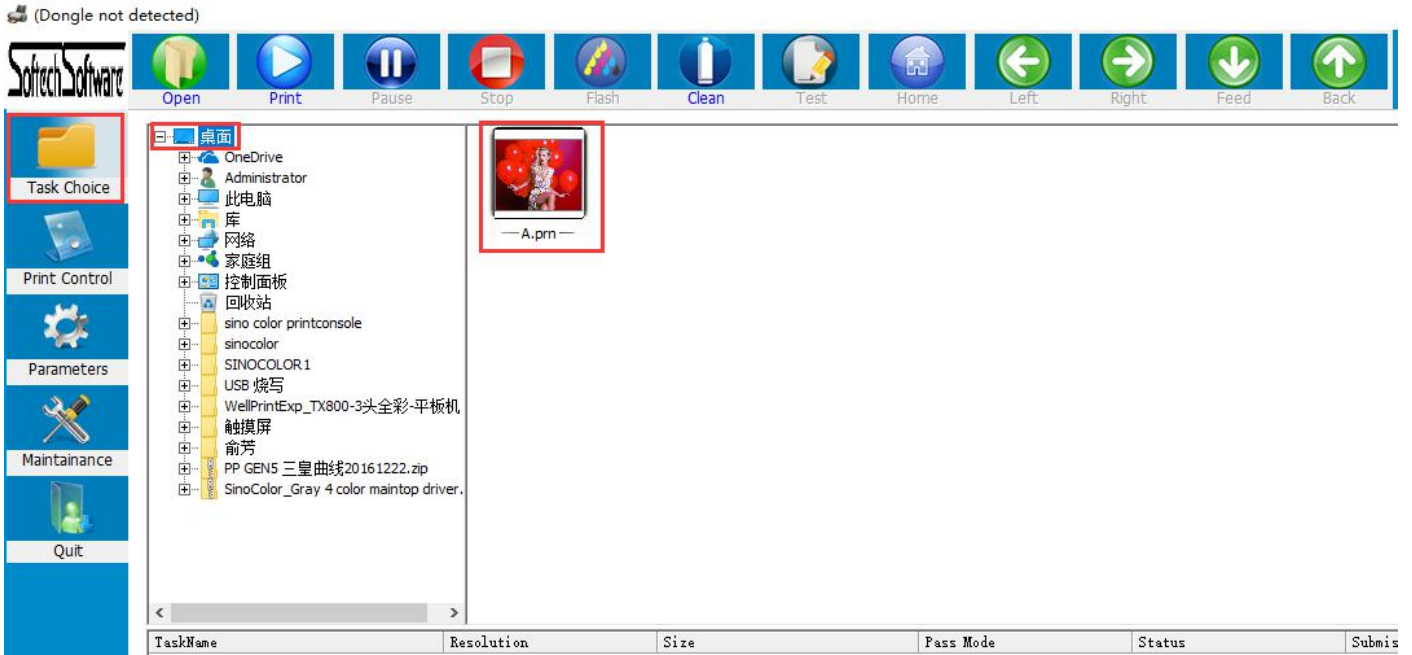 (Dongle not detected)
Softech Software
Open Print Pause Stop Flash Clean Test Home Left Right Feed Back
Task Choice
Print Control
Parameters
Maintainance
Quit
桌面
OneDrive
Administrator
此电脑
库
网络
家庭组
控制面板
回收站
sino color printconsole
sinocolor
SINOCOLOR1
USB 烧写
WellPrintExp_TX800-3头全彩-平板机
触摸屏
俞芳
PP GEN5 三皇曲线20161222.zip
SinoColor_Gray 4 color maintop driver.
A.prn
TaskName Resolution Size Pass Mode Status Submis